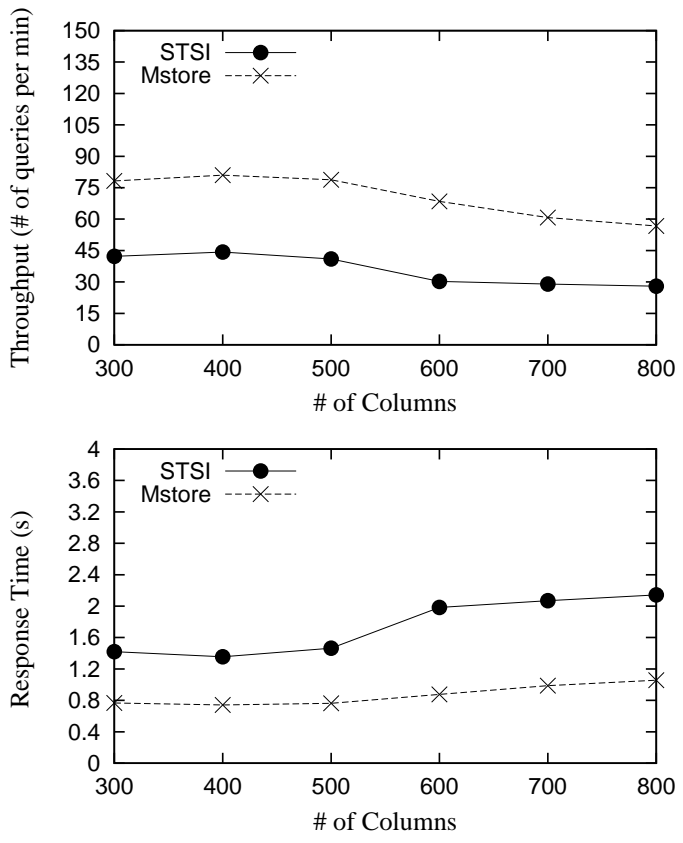 Throughput (# of queries per min)
150
135
120
105
90
75
60
45
30
15
0
STSI
Mstore
300 400 500 600 700 800
# of Columns
Response Time (s)
4
3.6
3.2
2.8
2.4
2
1.6
1.2
0.8
0.4
0
STSI
Mstore
300 400 500 600 700 800
# of Columns